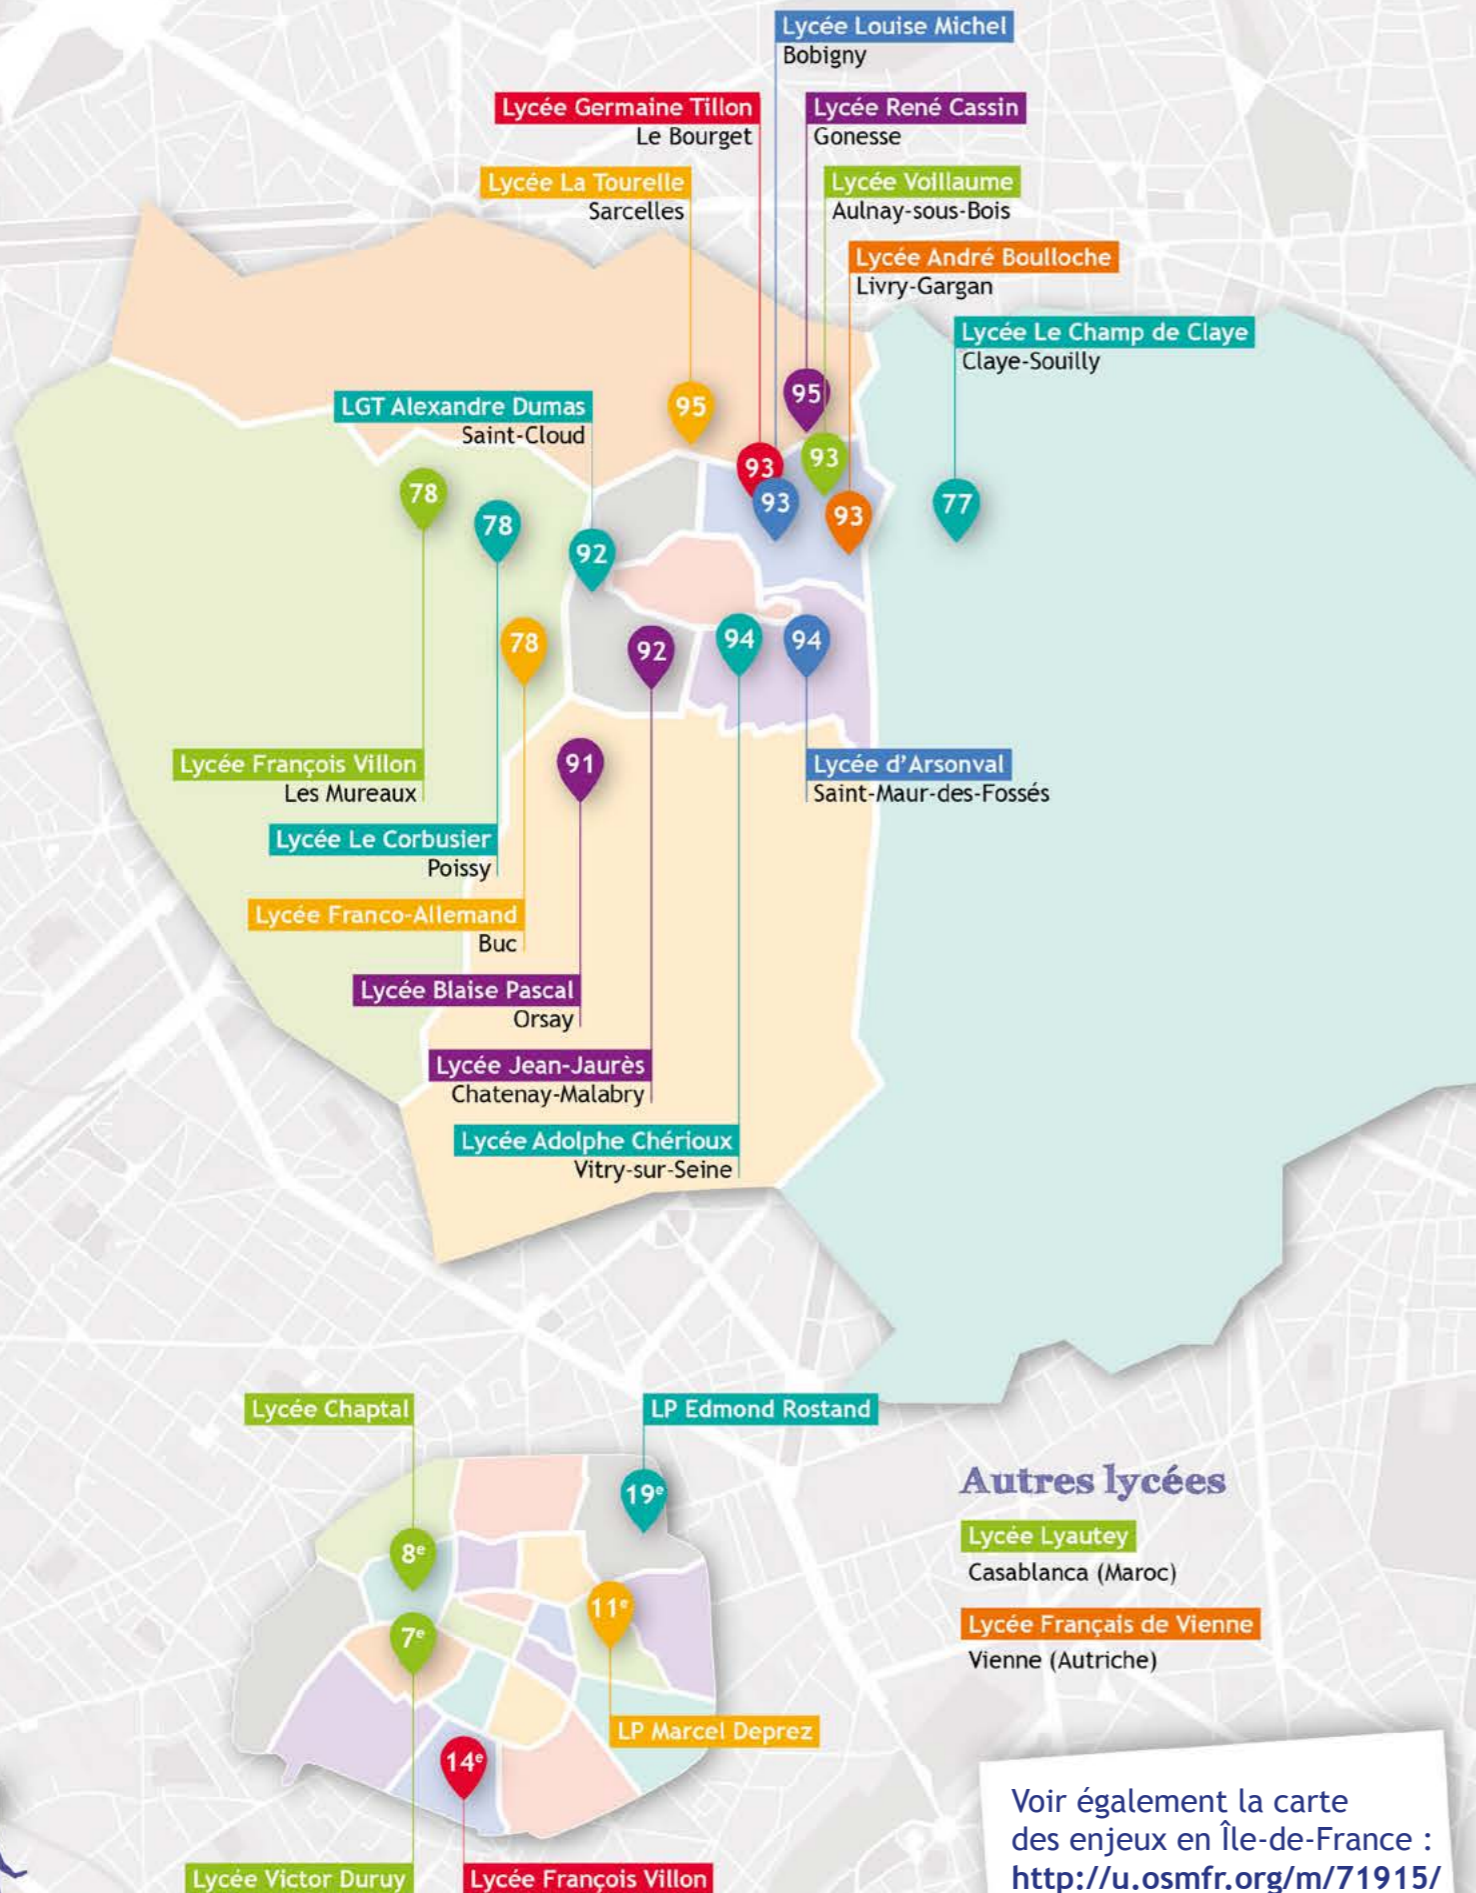 Lycée Louise Michel
Bobigny
Lycée Germaine Tillon
Le Bourget
Lycée René Cassin
Gonesse
Lycée La Tourelle
Sarcelles
Lycée Voillaume
Aulnay-sous-Bois
Lycée André Boulloche
Livry-Gargan
Lycée Le Champ de Claye
Claye-Souilly
LGT Alexandre Dumas
Saint-Cloud
95
95
93
93
78
93
93
77
78
92
78
92
94
94
91
Lycée François Villon
Les Mureaux
Lycée d'Arsonval
Saint-Maur-des-Fossés
Lycée Le Corbusier
Poissy
Lycée Franco-Allemand
Buc
Lycée Blaise Pascal
Orsay
Lycée Jean-Jaurès
Chatenay-Malabry
Lycée Adolphe Chérioux
Vitry-sur-Seine
Lycée Chaptal
LP Edmond Rostand
19e
8e
11e
7e
LP Marcel Deprez
14e
Lycée Victor Duruy
Lycée François Villon
Autres lycées
Lycée Lyautey
Casablanca (Maroc)
Lycée Français de Vienne
Vienne (Autriche)
Voir également la carte
des enjeux en Île-de-France :
http://u.osmfr.org/m/71915/